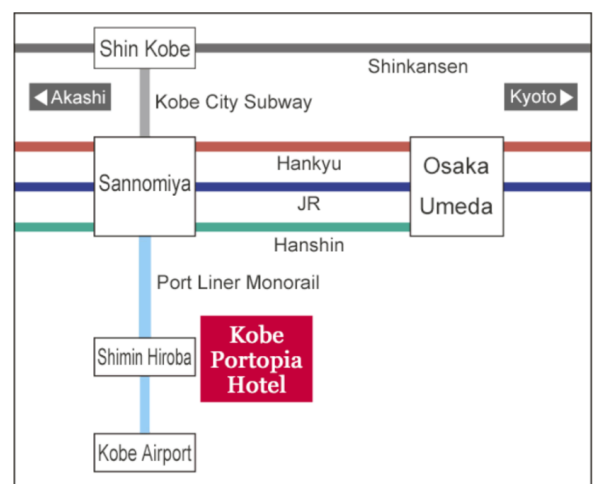 Shin Kobe
Shinkansen
◀Akashi
Kobe City Subway
Kyoto▶
Hankyu
Sannomiya
Osaka
Umeda
JR
Hanshin
Port Liner Monorail
Kobe
Portopia
Hotel
Shimin Hiroba
Kobe Airport